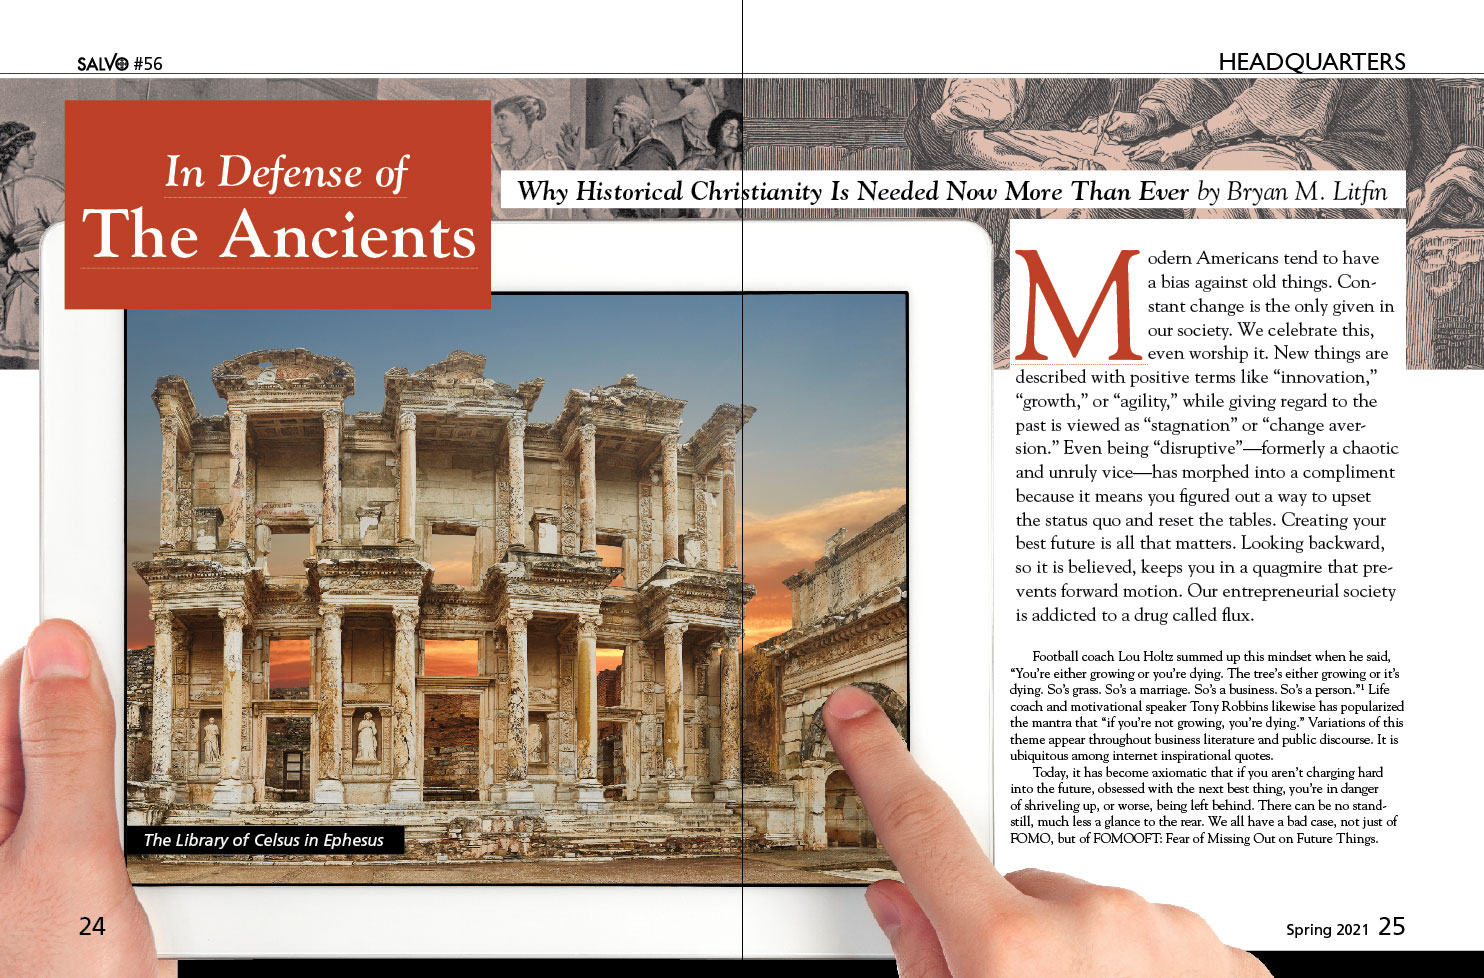 SALVO #56
HEADQUARTERS
In Defense of
The Ancients
Why Historical Christianity Is Needed Now More Than Ever by Bryan M. Litfin
Modern Americans tend to have
a bias against old things. Con-
stant change is the only given in
our society. We celebrate this,
even worship it. New things are
described with positive terms like “innovation,”
“growth,” or “agility,” while giving regard to the
past is viewed as “stagnation” or “change aver-
sion.” Even being “disruptive”—formerly a chaotic
and unruly vice—has morphed into a compliment
because it means you figured out a way to upset
the status quo and reset the tables. Creating your
best future is all that matters. Looking backward,
so it is believed, keeps you in a quagmire that pre-
vents forward motion. Our entrepreneurial society
is addicted to a drug called flux.
Football coach Lou Holtz summed up this mindset when he said,
“You’re either growing or you’re dying. The tree’s either growing or it’s
dying. So’s grass. So’s a marriage. So’s a business. So’s a person.”¹ Life
coach and motivational speaker Tony Robbins likewise has popularized
the mantra that “if you’re not growing, you’re dying.” Variations of this
theme appear throughout business literature and public discourse. It is
ubiquitous among internet inspirational quotes.
Today, it has become axiomatic that if you aren’t charging hard
into the future, obsessed with the next best thing, you’re in danger
of shriveling up, or worse, being left behind. There can be no stand-
still, much less a glance to the rear. We all have a bad case, not just of
FOMO, but of FOMOOFT: Fear of Missing Out on Future Things.
The Library of Celsus in Ephesus
24
Spring 2021 25